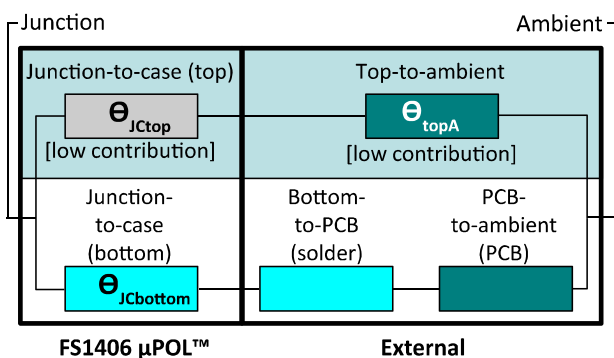 Junction
Ambient
Junction-to-case (top)
Top-to-ambient
ΘJCtop
ΘtopA
[low contribution]
[low contribution]
Junction-
to-case
(bottom)
Bottom-
to-PCB
(solder)
PCB-
to-ambient
(PCB)
ΘJCbottom
FS1406 µPOL™
External